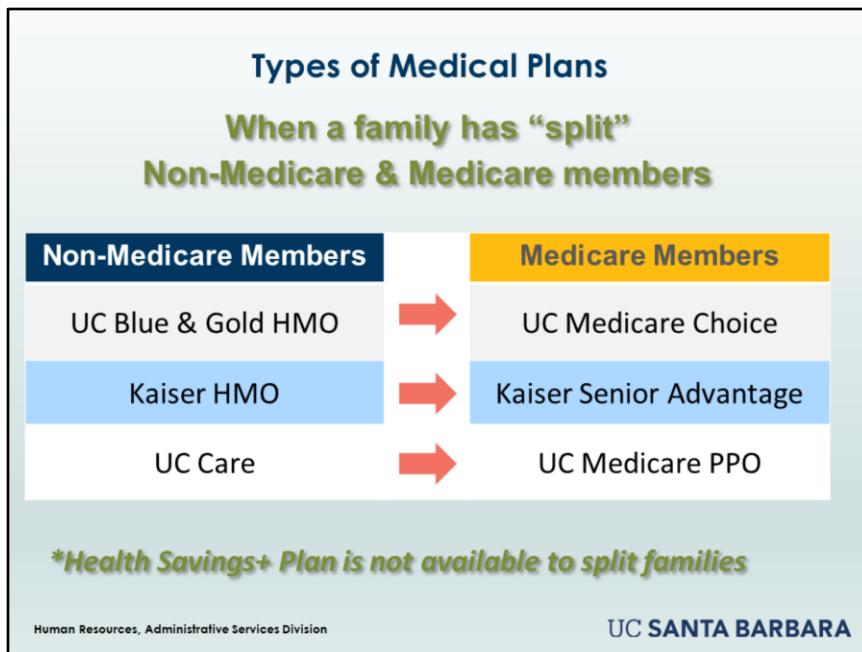 Types of Medical Plans
When a family has “split”
Non-Medicare & Medicare members
Non-Medicare Members
Medicare Members
UC Blue & Gold HMO
UC Medicare Choice
Kaiser HMO
Kaiser Senior Advantage
UC Care
UC Medicare PPO
*Health Savings+ Plan is not available to split families
Human Resources, Administrative Services Division
UC SANTA BARBARA